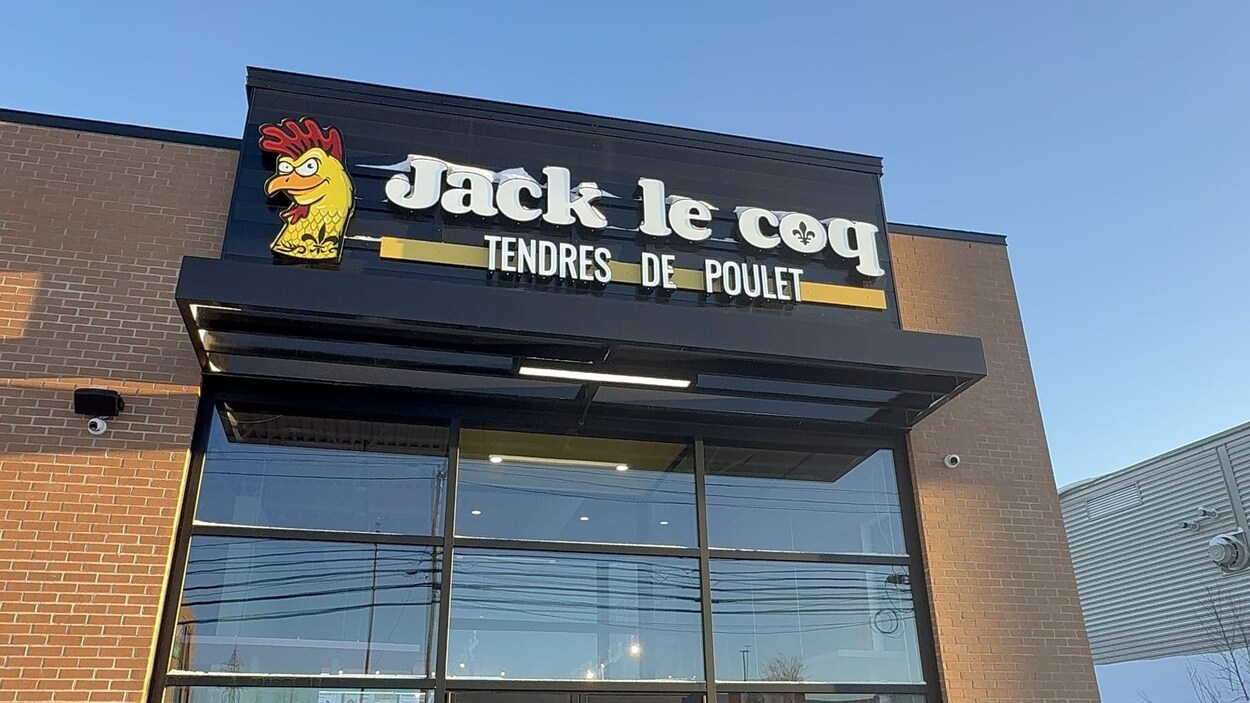 Jack le coq
TENDRES DE POULET